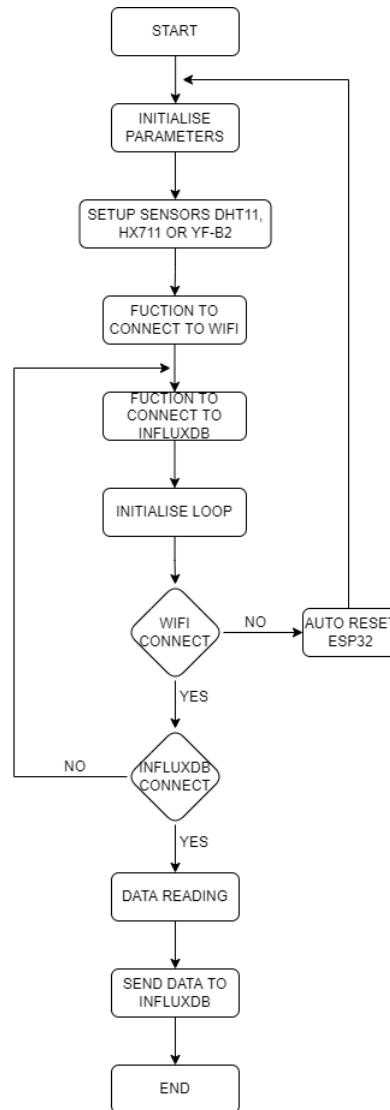 START
INITIALISE
PARAMETERS
SETUP SENSORS DHT11,
HX711 OR YF-B2
FUCTION TO
CONNECT TO WIFI
FUCTION TO
CONNECT TO
INFLUXDB
INITIALISE LOOP
WIFI
CONNECT
NO
AUTO RESET
ESP32
YES
INFLUXDB
CONNECT
NO
YES
DATA READING
SEND DATA TO
INFLUXDB
END